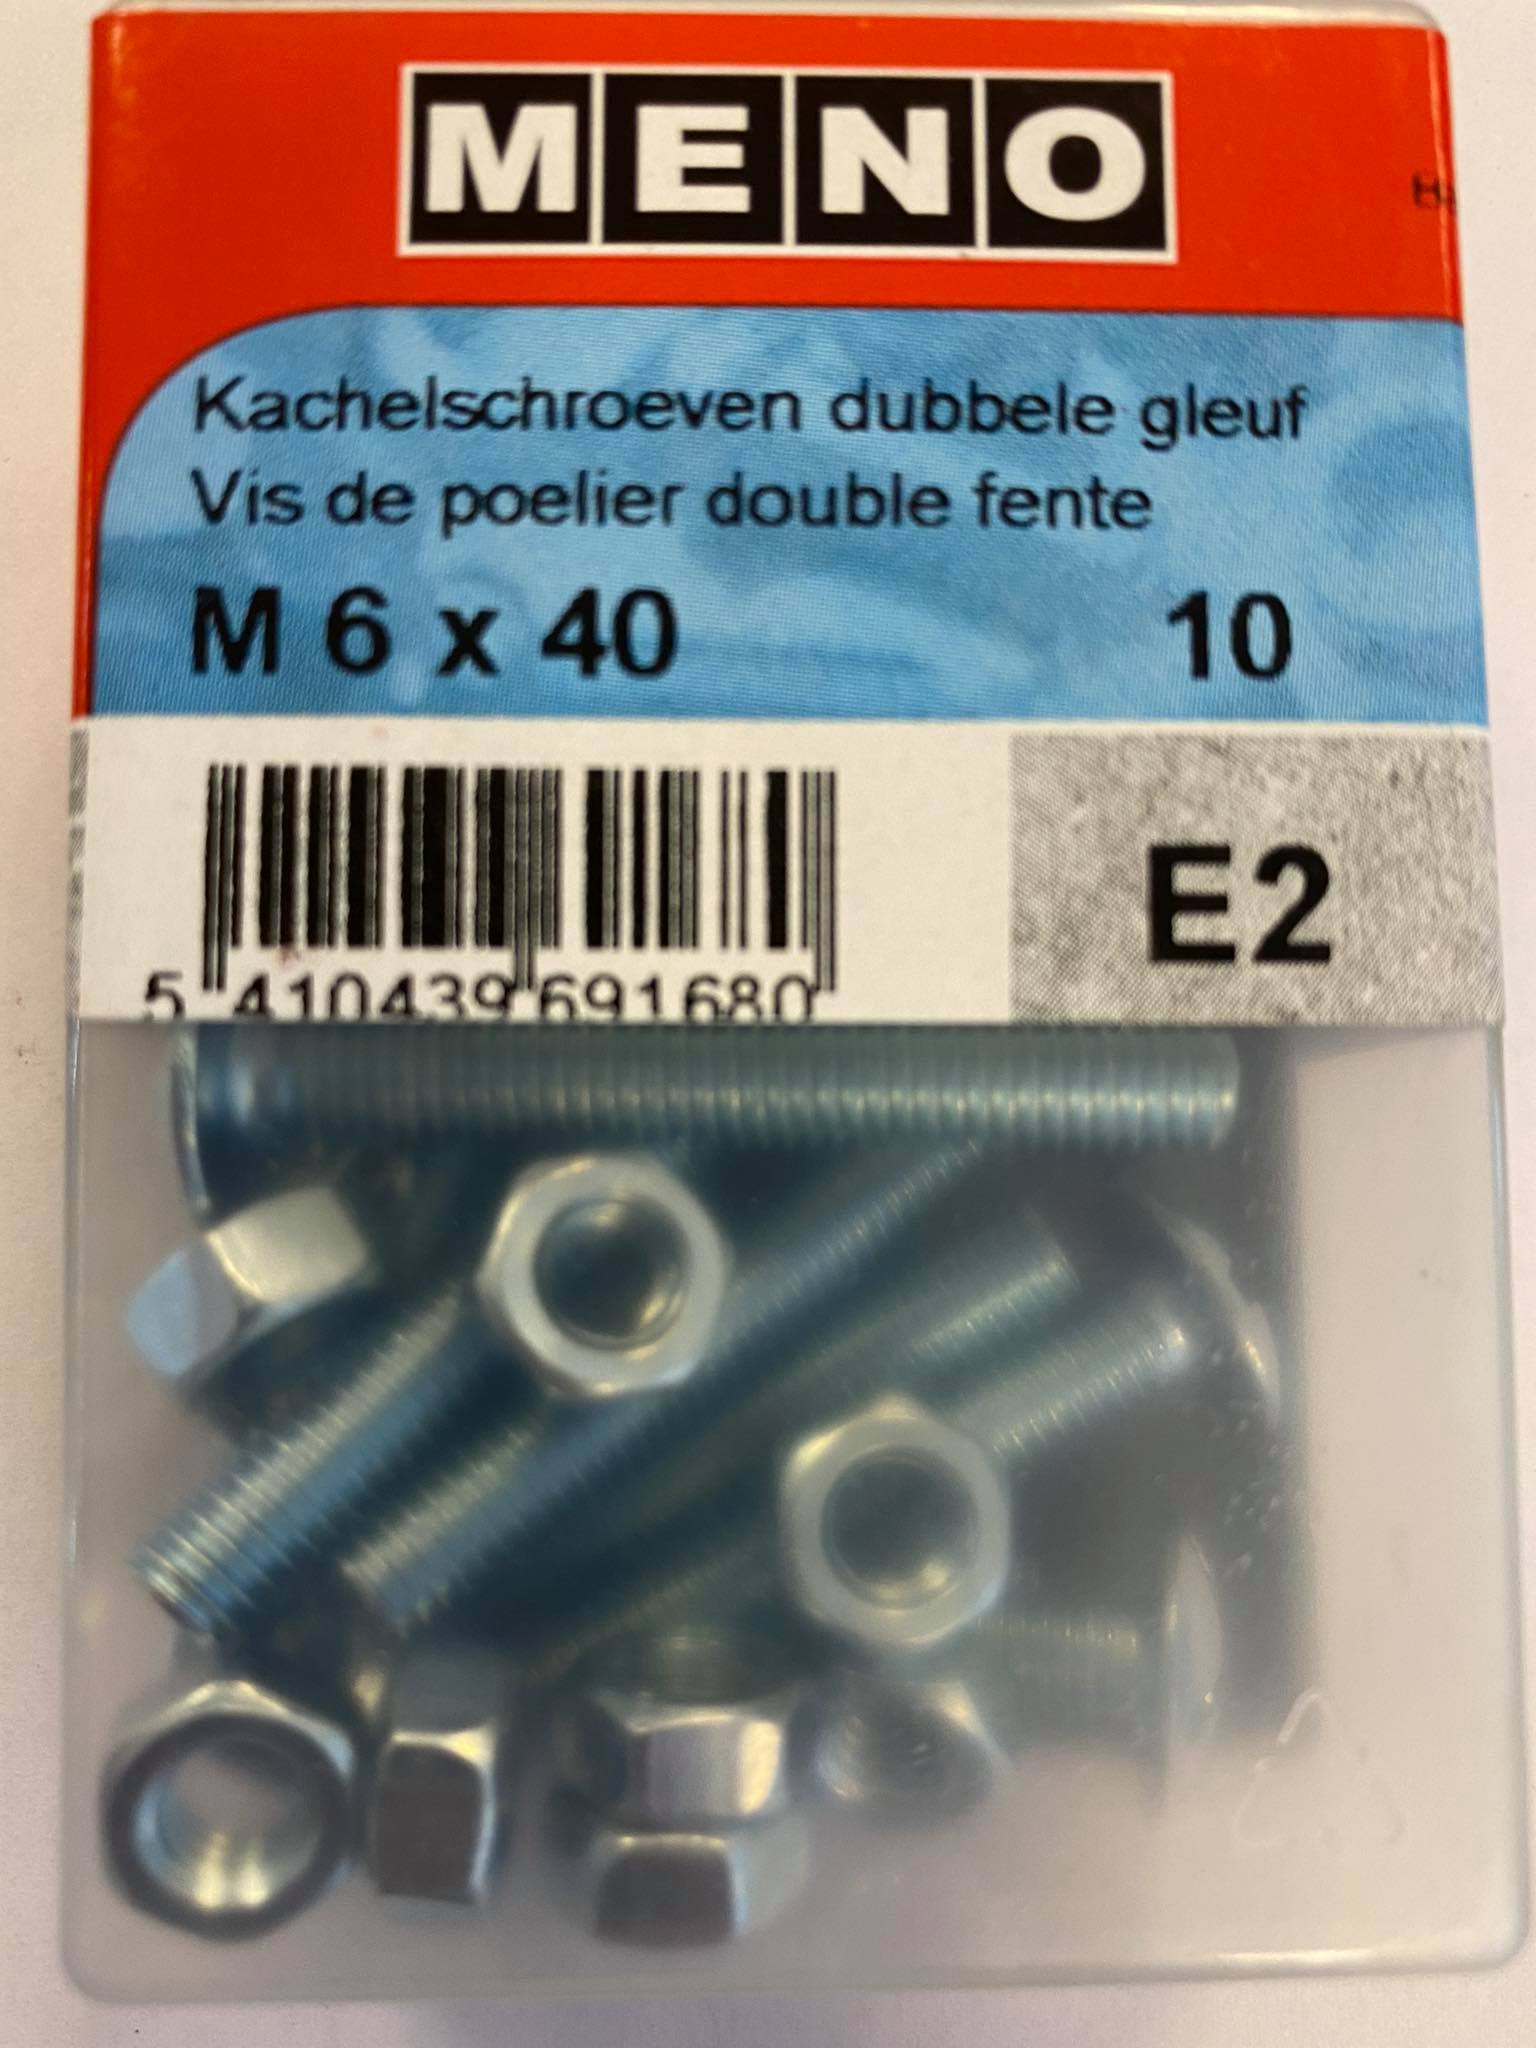 MENO
Kachelschroeven dubbele gleuf
Vis de poelier double fente
M 6 x 40 10
E2
5 410439 691680